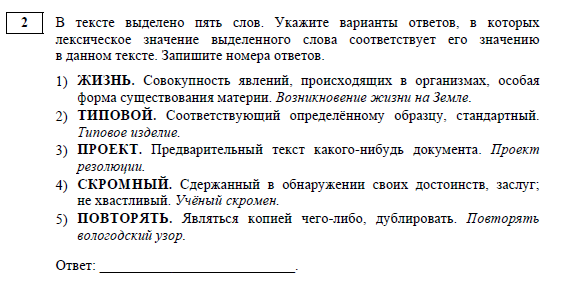 2
В тексте выделено пять слов. Укажите варианты ответов, в которых
лексическое значение выделенного слова соответствует его значению
в данном тексте. Запишите номера ответов.
1) ЖИЗНЬ. Совокупность явлений, происходящих в организмах, особая
форма существования материи. Возникновение жизни на Земле.
2) ТИПОВОЙ. Соответствующий определённому образцу, стандартный.
Типовое изделие.
3) ПРОЕКТ. Предварительный текст какого-нибудь документа. Проект
резолюции.
4) СКРОМНЫЙ. Сдержанный в обнаружении своих достоинств, заслуг;
не хвастливый. Учёный скромен.
5) ПОВТОРЯТЬ. Являться копией чего-либо, дублировать. Повторять
вологодский узор.
Ответ: ___________________________.